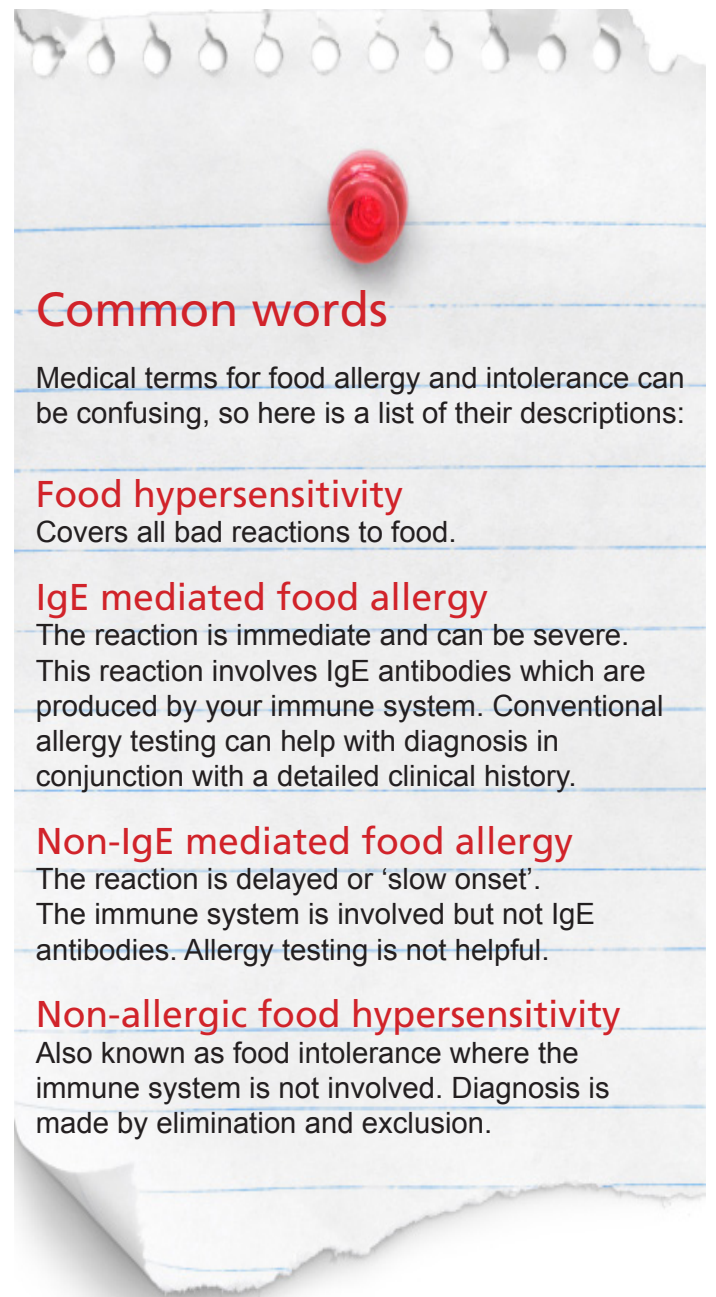 Common words
Medical terms for food allergy and intolerance can
be confusing, so here is a list of their descriptions:
Food hypersensitivity
Covers all bad reactions to food.
IgE mediated food allergy
The reaction is immediate and can be severe.
This reaction involves IgE antibodies which are
produced by your immune system. Conventional
allergy testing can help with diagnosis in
conjunction with a detailed clinical history.
Non-IgE mediated food allergy
The reaction is delayed or ‘slow onset’.
The immune system is involved but not IgE
antibodies. Allergy testing is not helpful.
Non-allergic food hypersensitivity
Also known as food intolerance where the
immune system is not involved. Diagnosis is
made by elimination and exclusion.